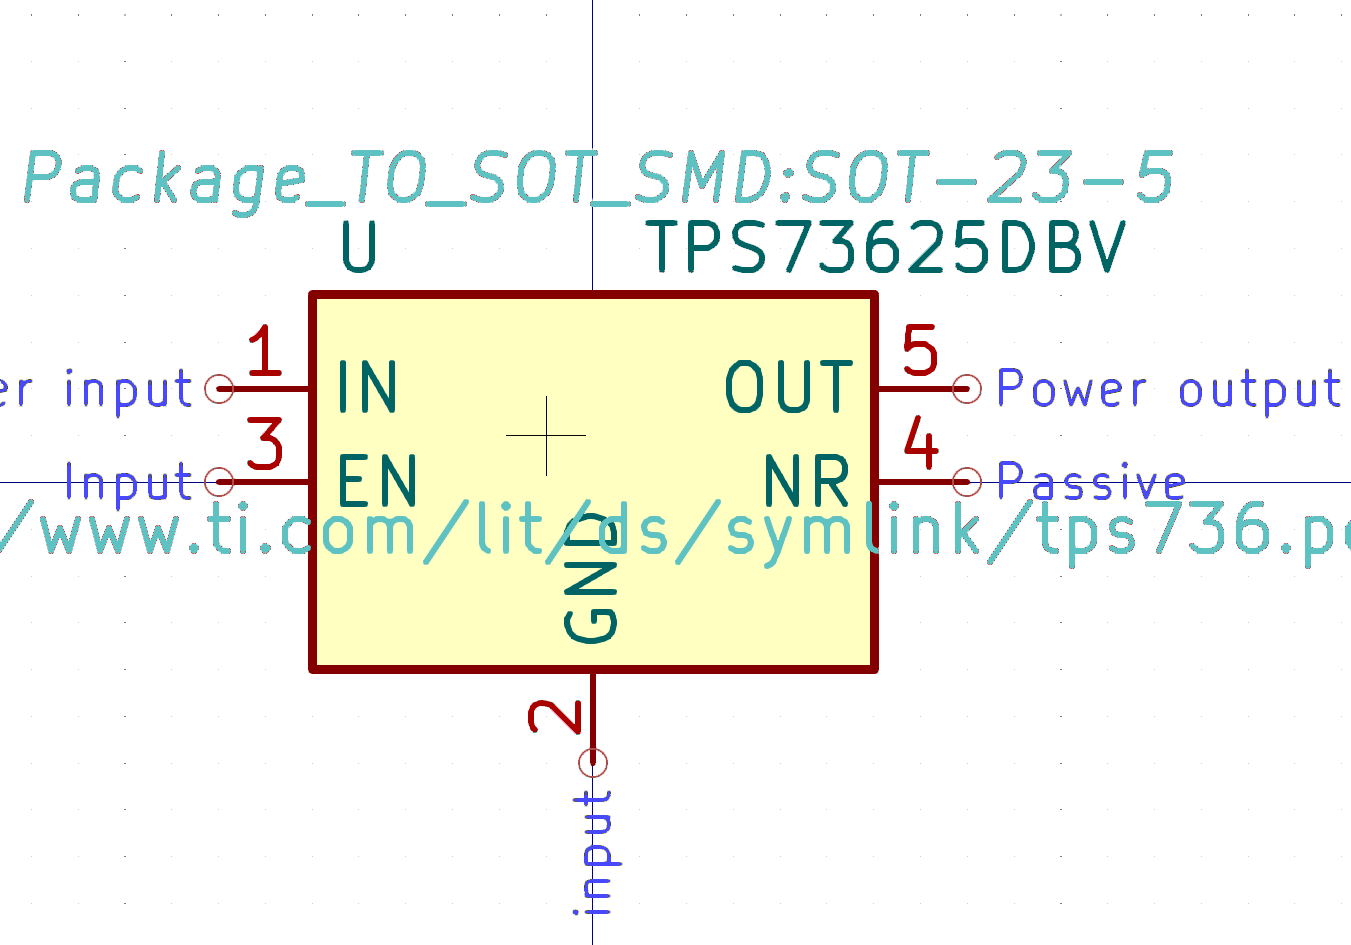 Package_TO_SOT_SMD:SOT-23-5
U TPS73625DBV
1 5
er input IN OUT Power output
3 4
Input EN NR Passive
/www.ti.com/lit/ds/symlink/tps736.pd
GND
2
input